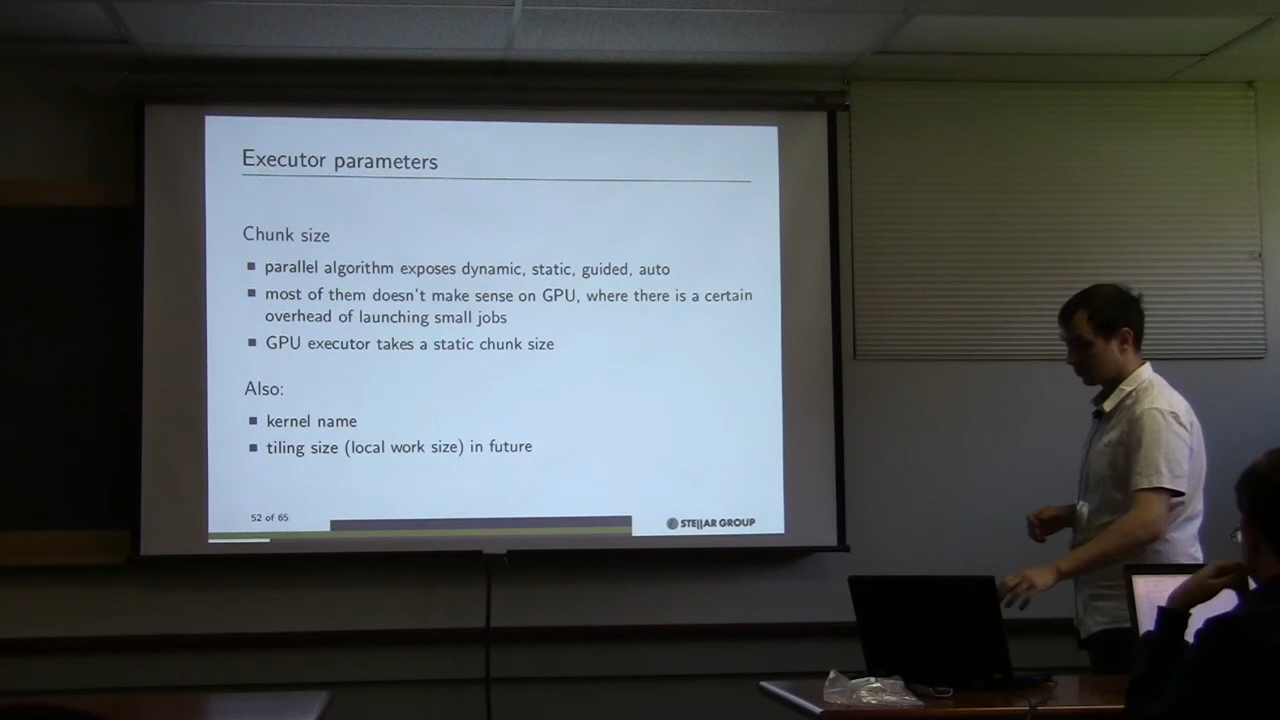 Executor parameters
Chunk size
parallel algorithm exposes dynamic, static, guided, auto
most of them doesn't make sense on GPU, where there is a certain
overhead of launching small jobs
GPU executor takes a static chunk size
Also:
kernel name
tiling size (local work size) in future
52 of 65
STE||AR GROUP